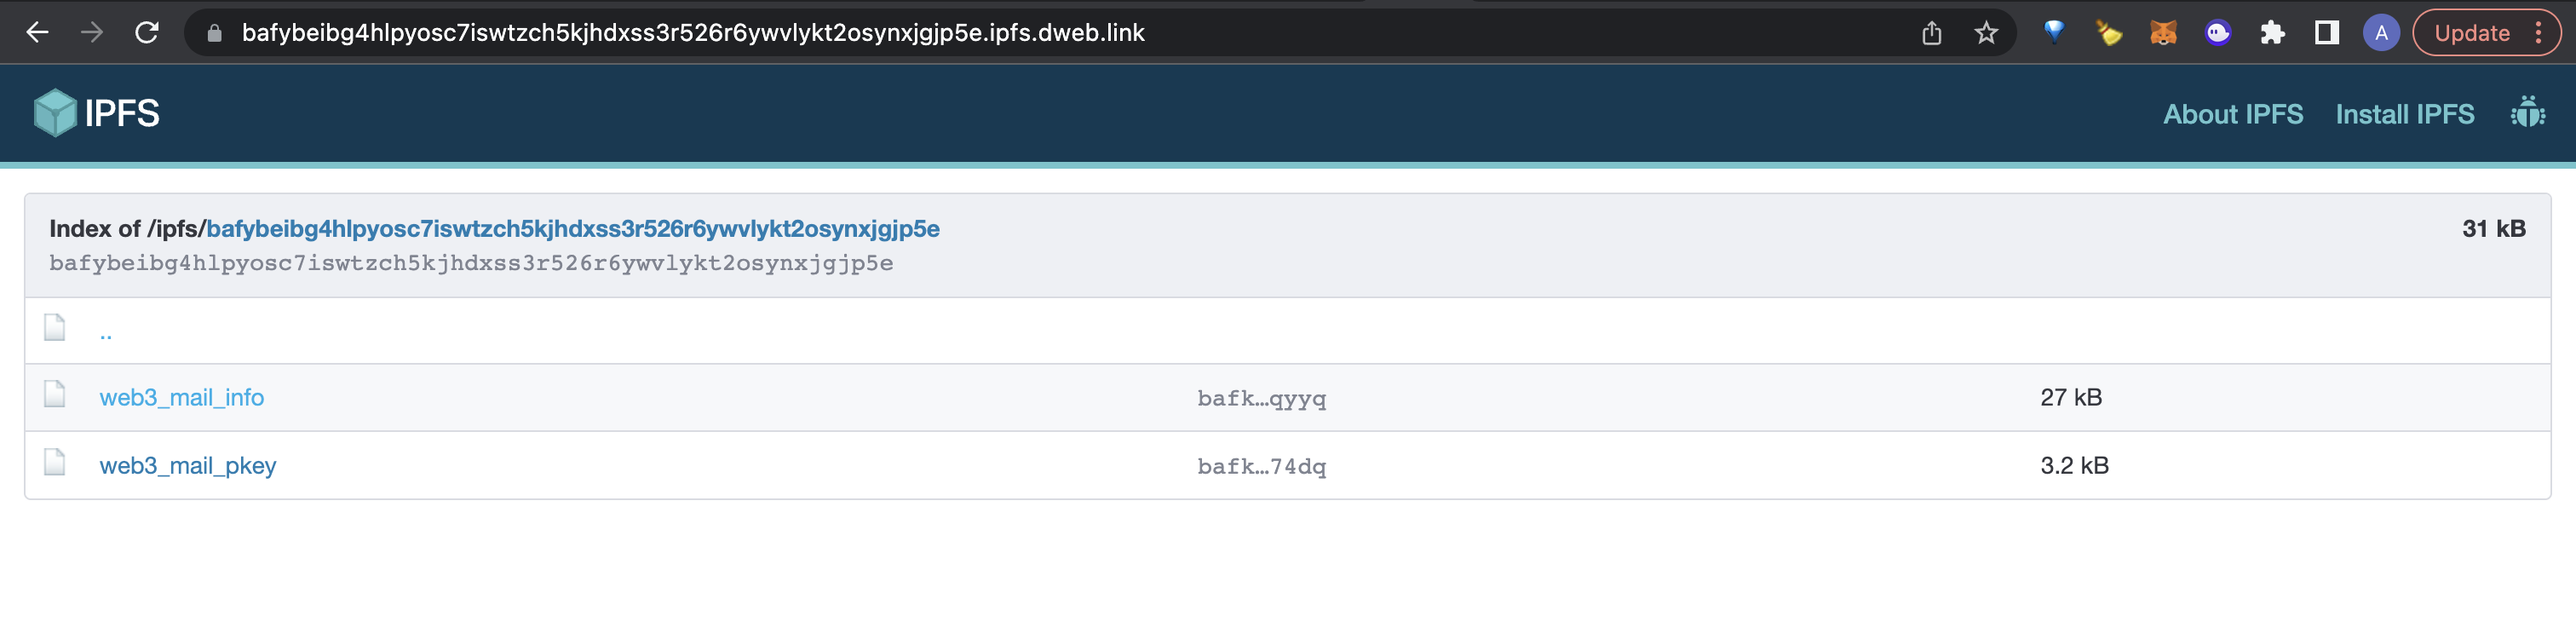 bafybeibg4hlpyosc7iswtzch5kjhdxss3r526r6ywvlykt2osynxjgjp5e.ipfs.dweb.link
A
Update
IPFS
About IPFS Install IPFS
Index of /ipfs/bafybeibg4hlpyosc7iswtzch5kjhdxss3r526r6ywvlykt2osynxjgjp5e 31 kB
bafybeibg4hlpyosc7iswtzch5kjhdxss3r526r6ywvlykt2osynxjgjp5e
..
web3_mail_info bafk…qyyq 27 kB
web3_mail_pkey bafk…74dq 3.2 kB